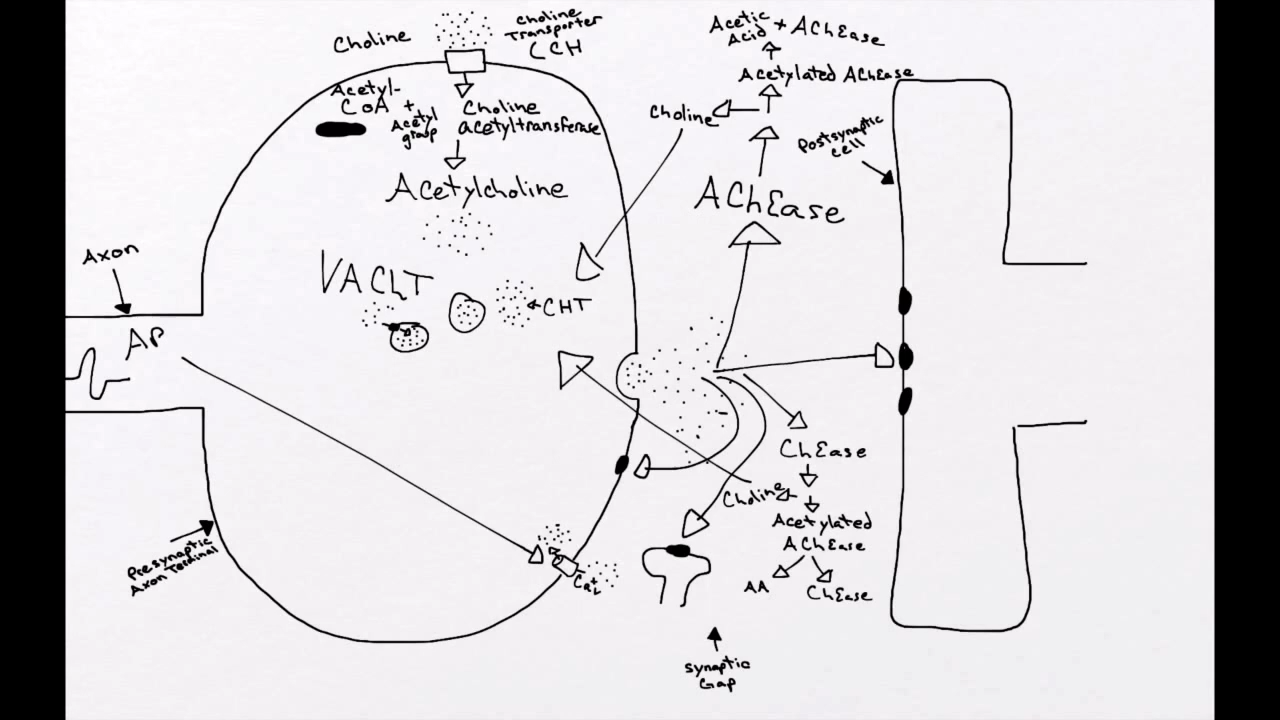 Choline
Choline
Transporter
CCH
Acetyl-
CoA +
Acetyl
group
Choline
acetyltransferase
Acetylcholine
VAChT
CHT
Axon
AP
Presynaptic
Axon Terminal
Acetic
Acid + AChEase
Acetylated AChEase
Choline
AChEase
Postsynaptic
cell
ChEase
Choline
Acetylated
AChEase
AA
ChEase
Synaptic
Gap